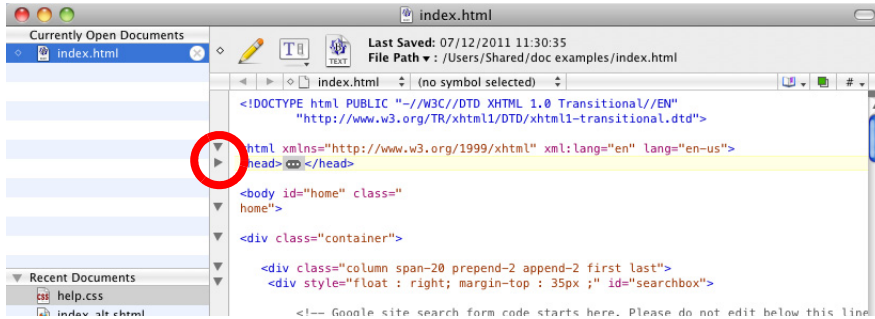 index.html
Currently Open Documents
index.html
T
TEXT
Last Saved: 07/12/2011 11:30:35
File Path ▾ : /Users/Shared/doc examples/index.html
index.html (no symbol selected) #
<!DOCTYPE html PUBLIC "-//W3C//DTD XHTML 1.0 Transitional//EN"
"http://www.w3.org/TR/xhtml1/DTD/xhtml1-transitional.dtd">
<html xmlns="http://www.w3.org/1999/xhtml" xml:lang="en" lang="en-us">
<head>•••</head>
<body id="home" class="
home">
<div class="container">
<div class="column span-20 prepend-2 append-2 first last">
<div style="float : right; margin-top : 35px ;" id="searchbox">
<!-- Google site search form code starts here. Please do not edit below this line
Recent Documents
css help.css
index_alt.shtml